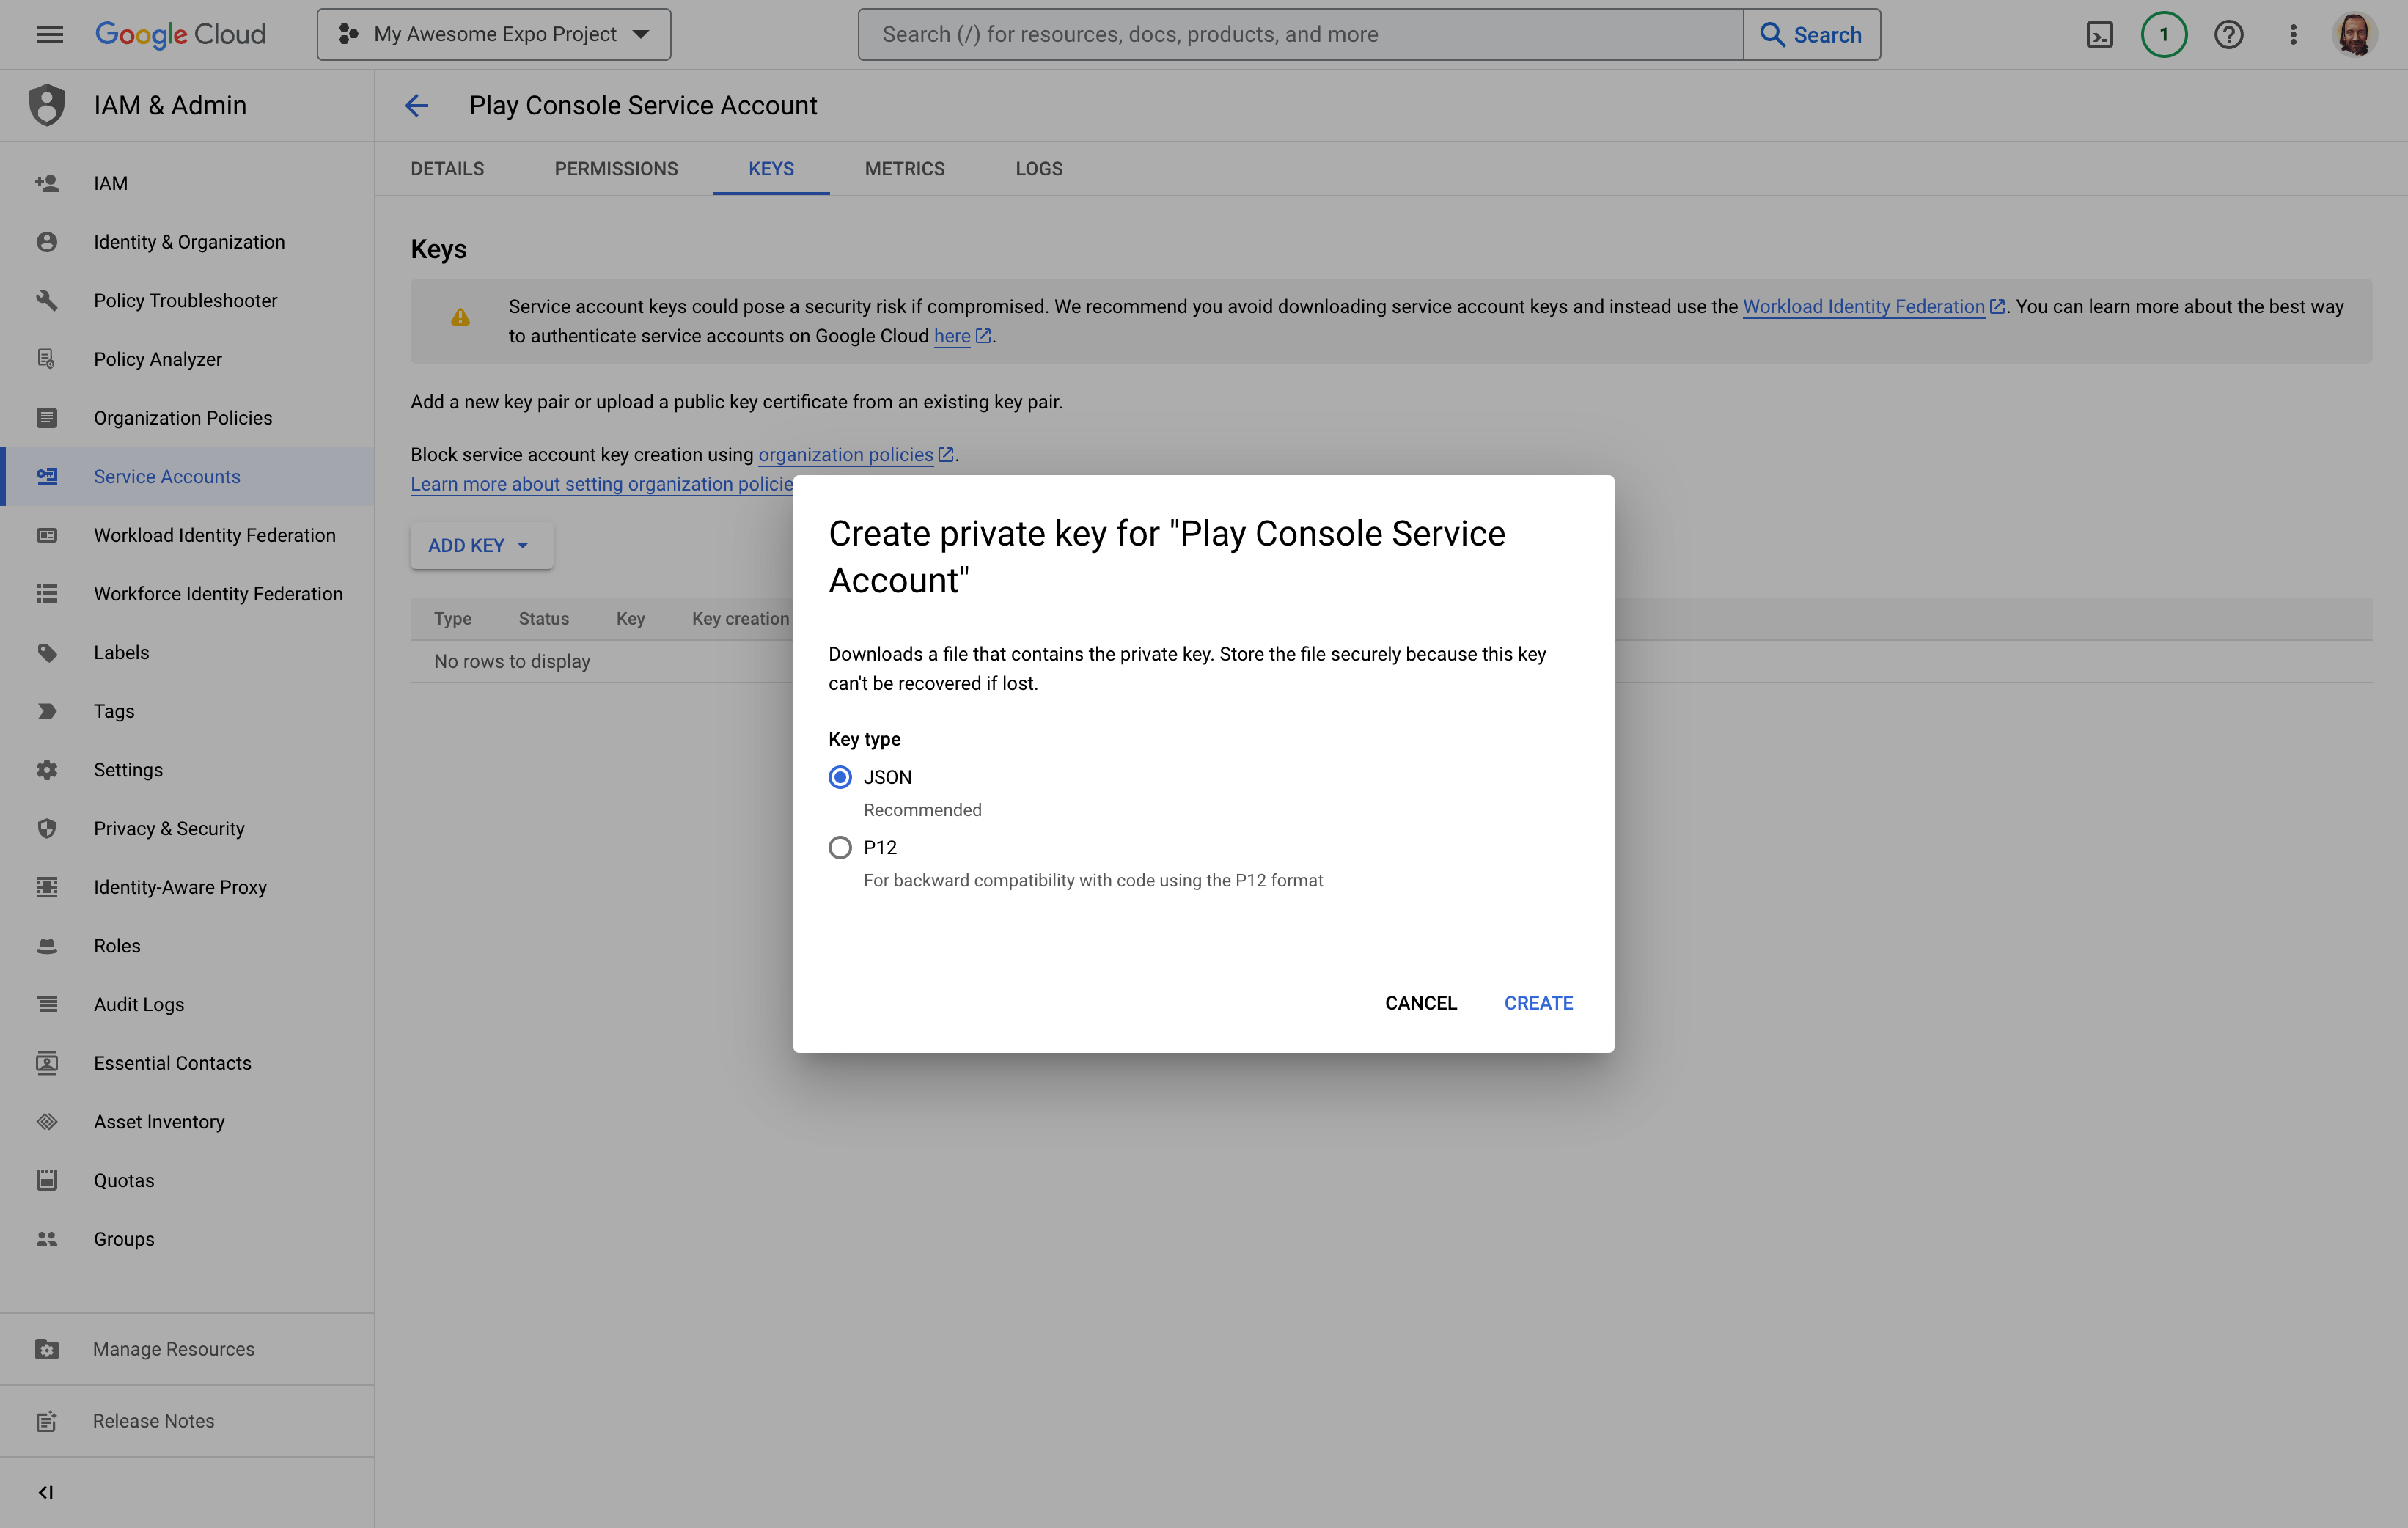 Google Cloud
My Awesome Expo Project
Search (/) for resources, docs, products, and more
Search
1
IAM & Admin
IAM
Identity & Organization
Policy Troubleshooter
Policy Analyzer
Organization Policies
Service Accounts
Workload Identity Federation
Workforce Identity Federation
Labels
Tags
Settings
Privacy & Security
Identity-Aware Proxy
Roles
Audit Logs
Essential Contacts
Asset Inventory
Quotas
Groups
Manage Resources
Release Notes
Play Console Service Account
DETAILS PERMISSIONS KEYS METRICS LOGS
Keys
Service account keys could pose a security risk if compromised. We recommend you avoid downloading service account keys and instead use the Workload Identity Federation. You can learn more about the best way
to authenticate service accounts on Google Cloud here.
Add a new key pair or upload a public key certificate from an existing key pair.
Block service account key creation using organization policies.
Learn more about setting organization policie
ADD KEY
Type Status Key Key creation
No rows to display
Create private key for "Play Console Service
Account"
Downloads a file that contains the private key. Store the file securely because this key
can't be recovered if lost.
Key type
JSON
Recommended
P12
For backward compatibility with code using the P12 format
CANCEL CREATE